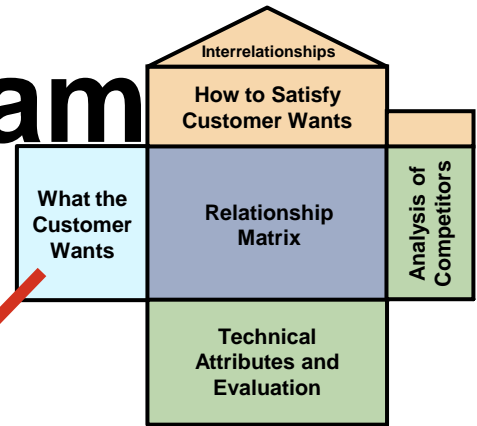 Interrelationships
am
How to Satisfy
Customer Wants
What the
Customer
Wants
Relationship
Matrix
Analysis of
Competitors
Technical
Attributes and
Evaluation